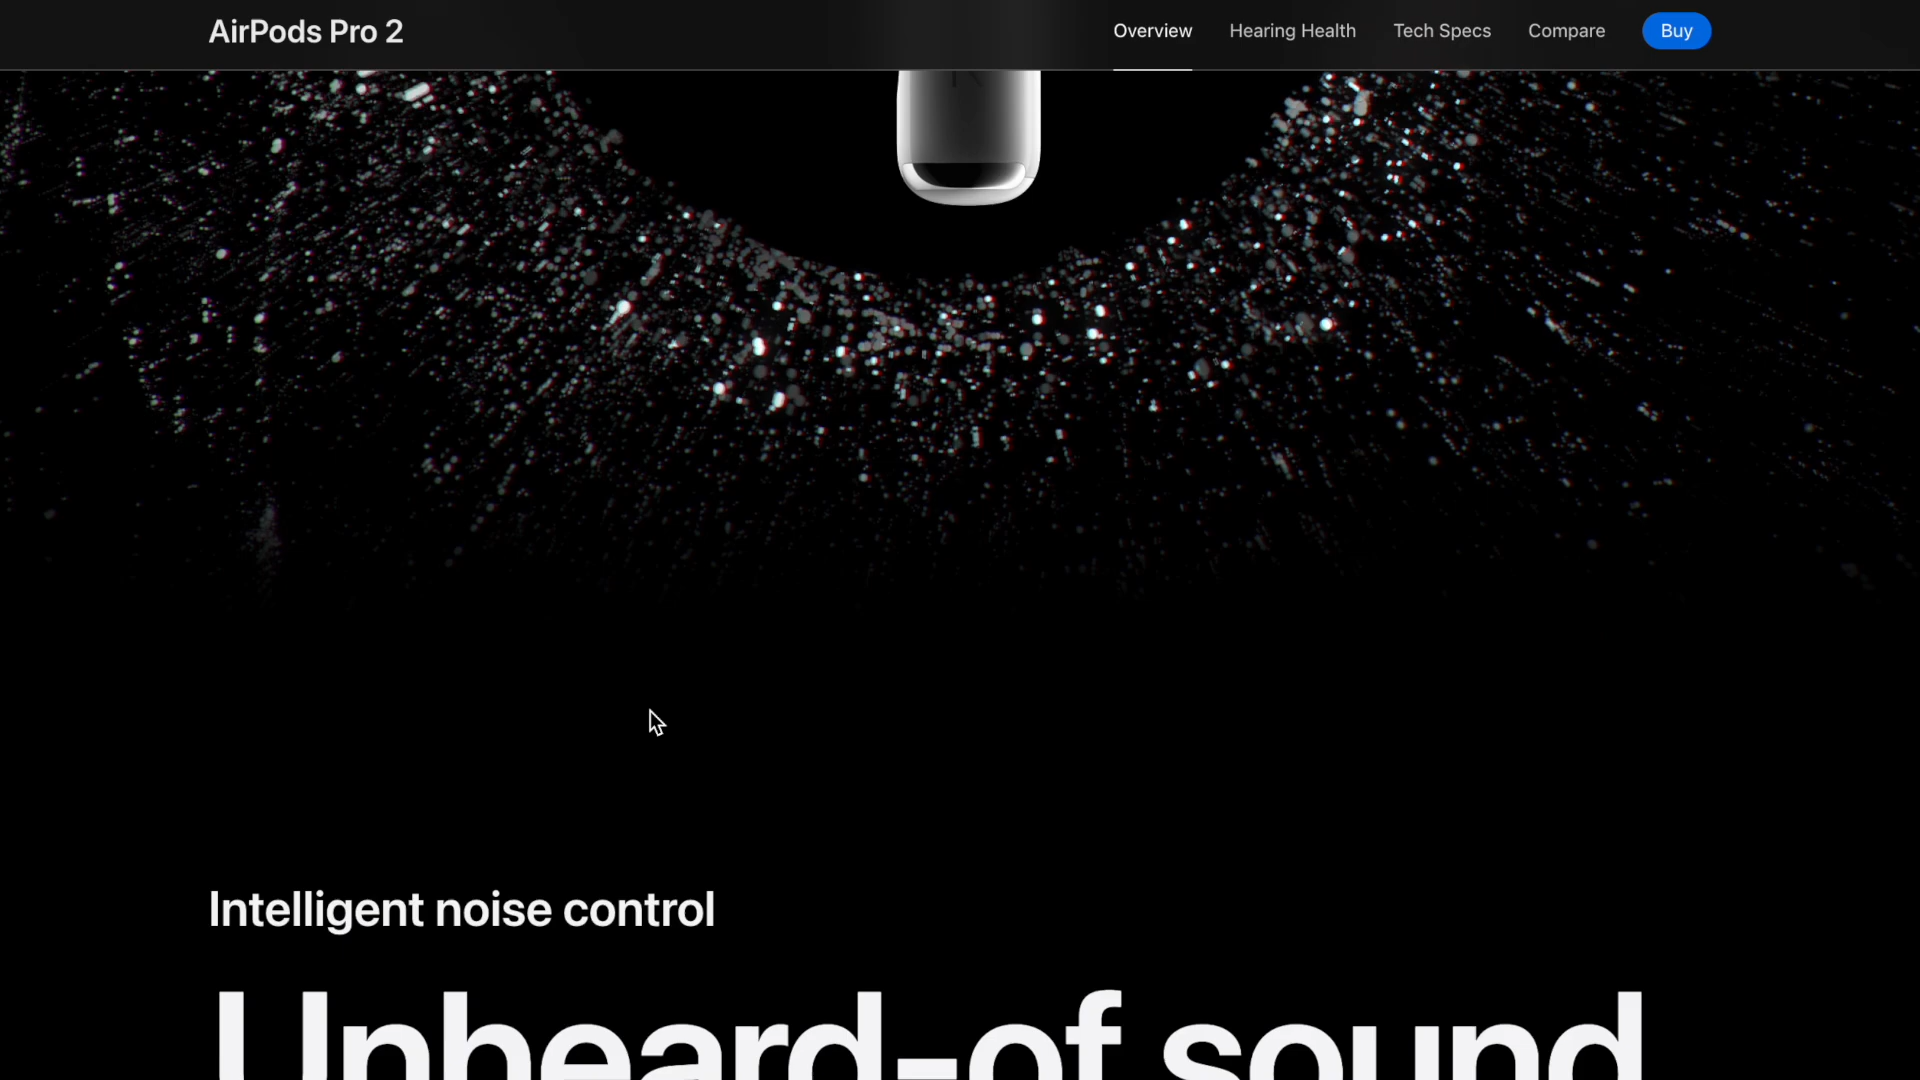 AirPods Pro 2
Overview Hearing Health Tech Specs Compare Buy
Intelligent noise control
Unheard-of sound